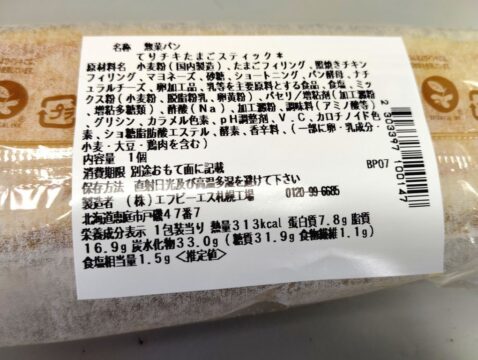 名称 惣菜パン
てりチキたまごスティック*
原材料名 小麦粉(国内製造)、たまごフィリング、照焼きチキン
フィリング、マヨネーズ、砂糖、ショートニング、パン酵母、ナチ
ュラルチーズ、卵加工品、乳等を主要原料とする食品、食塩、ミッ
クス粉(小麦粉、脱脂粉乳、卵黄粉)、パセリ/増粘剤(加工澱粉
、増粘多糖類)、酢酸(Na)、加工澱粉、調味料(アミノ酸等)
、グリシン、カラメル色素、pH調整剤、V.C、カロチノイド色
素、ショ糖脂肪酸エステル、酵素、香辛料、(一部に卵・乳成分・
小麦・大豆・鶏肉を含む)
内容量 1個
消費期限 別途おもて面に記載
保存方法 直射日光及び高温多湿を避けて下さい
製造者 (株)エフビーエス札幌工場 0120-99-6685
北海道恵庭市戸磯47番7
栄養成分表示 1包装当り 熱量313kcal 蛋白質7.8g 脂質
16.9g 炭水化物33.0g (糖質31.9g 食物繊維1.1g)
食塩相当量1.5g <推定値>
BP07